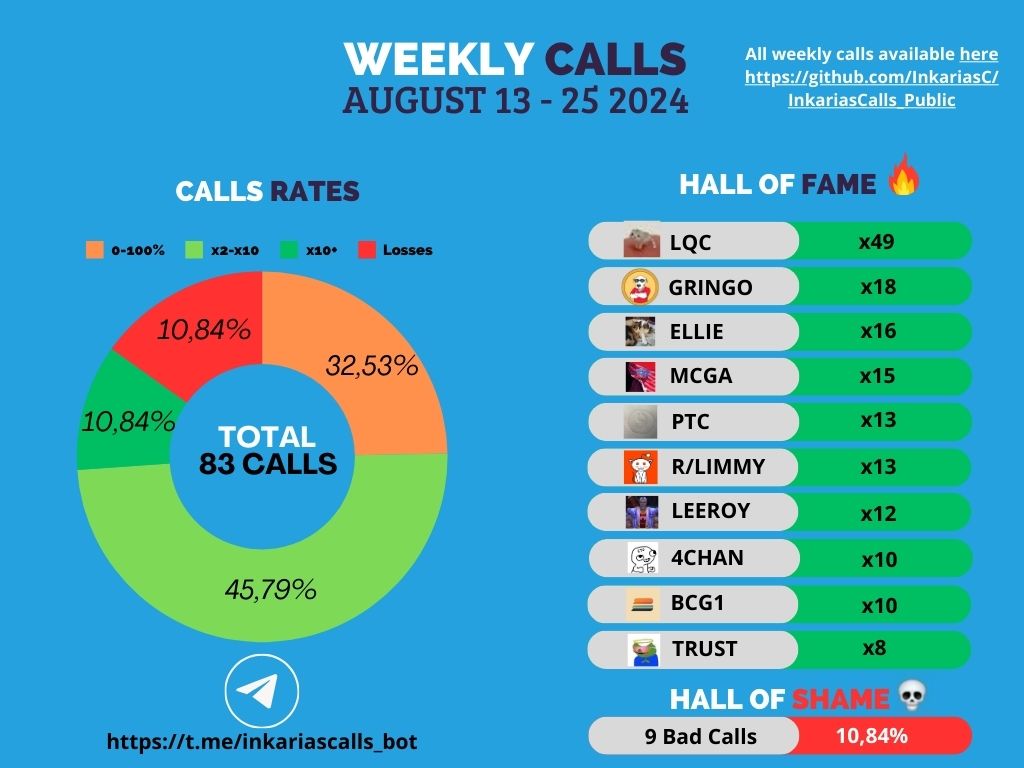 WEEKLY CALLS
AUGUST 13 - 25 2024
All weekly calls available here
https://github.com/InkariasC/
InkariasCalls_Public
CALLS RATES
0-100%
x2-x10
x10+
Losses
10,84%
32,53%
10,84%
45,79%
TOTAL
83 CALLS
https://t.me/inkariascalls_bot
HALL OF FAME
LQC x49
GRINGO x18
ELLIE x16
MCGA x15
PTC x13
R/LIMMY x13
LEEROY x12
4CHAN x10
BCG1 x10
TRUST x8
HALL OF SHAME
9 Bad Calls 10,84%